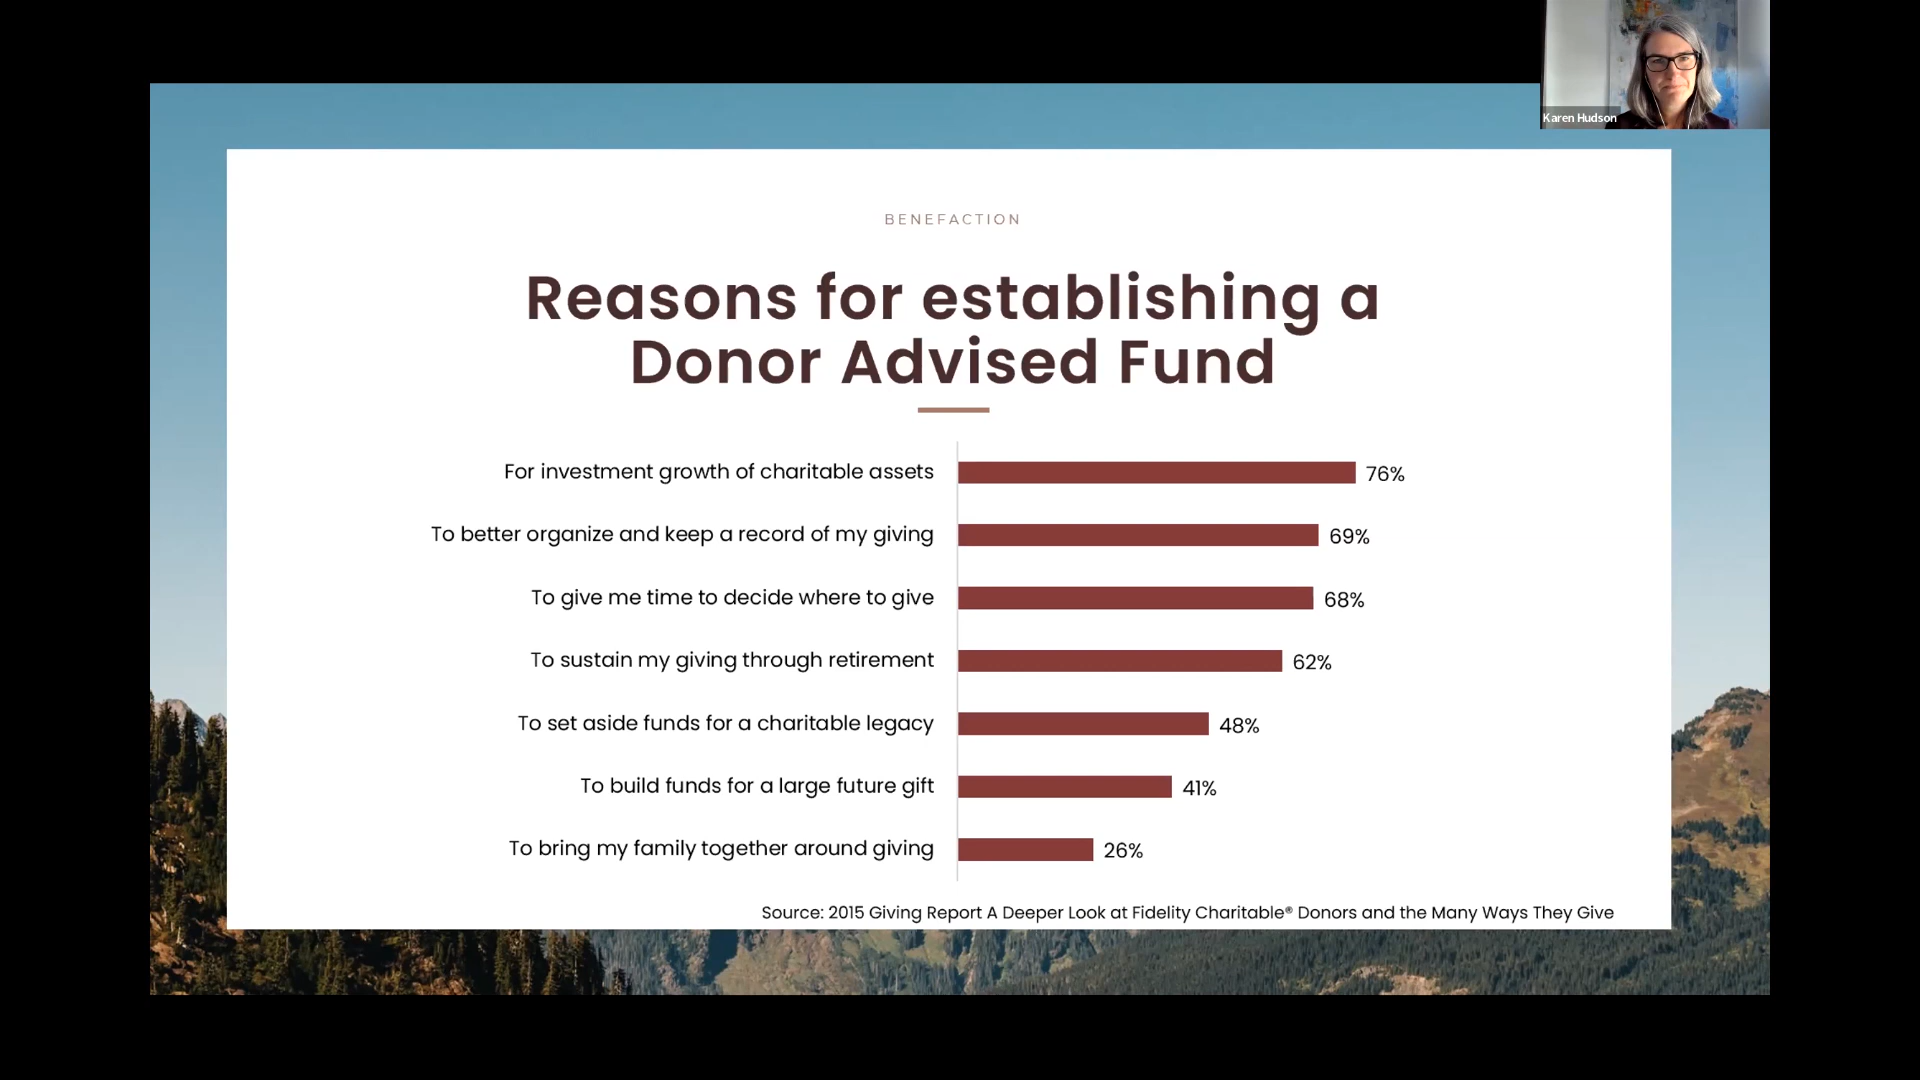 Karen Hudson
BENEFACTION
Reasons for establishing a
Donor Advised Fund
For investment growth of charitable assets 76%
To better organize and keep a record of my giving 69%
To give me time to decide where to give 68%
To sustain my giving through retirement 62%
To set aside funds for a charitable legacy 48%
To build funds for a large future gift 41%
To bring my family together around giving 26%
Source: 2015 Giving Report A Deeper Look at Fidelity Charitable® Donors and the Many Ways They Give